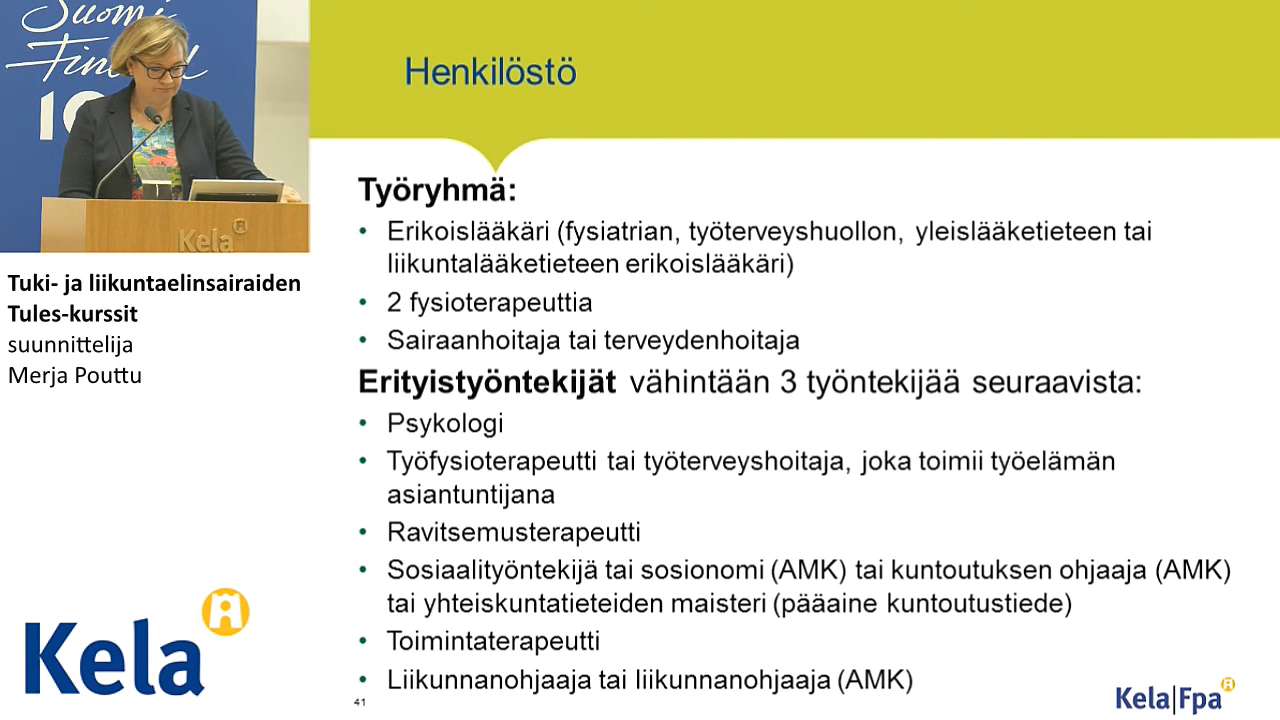 Suomi
Finland
10
Kela
Tuki- ja liikuntaelinsairaiden
Tules-kurssit
suunnittelija
Merja Pouttu
Kela
Henkilöstö
Työryhmä:
• Erikoislääkäri (fysiatrian, työterveyshuollon, yleislääketieteen tai
liikuntalääketieteen erikoislääkäri)
• 2 fysioterapeuttia
• Sairaanhoitaja tai terveydenhoitaja
Erityistyöntekijät vähintään 3 työntekijää seuraavista:
• Psykologi
• Työfysioterapeutti tai työterveyshoitaja, joka toimii työelämän
asiantuntijana
• Ravitsemusterapeutti
• Sosiaalityöntekijä tai sosionomi (AMK) tai kuntoutuksen ohjaaja (AMK)
tai yhteiskuntatieteiden maisteri (pääaine kuntoutustiede)
• Toimintaterapeutti
• Liikunnanohjaaja tai liikunnanohjaaja (AMK)
41
Kela|Fpa